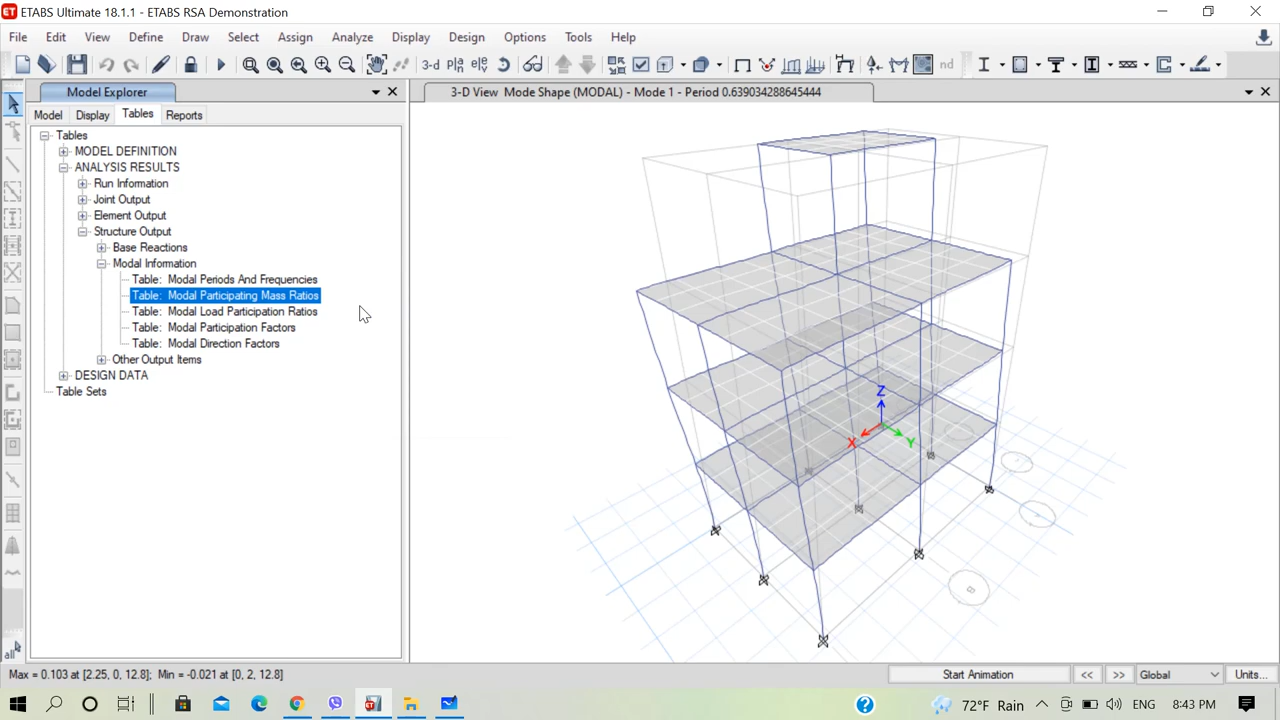 ETABS Ultimate 18.1.1 - ETABS RSA Demonstration
File Edit View Define Draw Select Assign Analyze Display Design Options Tools Help
3-d nd
Model Explorer
3-D View Mode Shape (MODAL) - Mode 1 - Period 0.639034288645444
Model Display Tables Reports
Tables
MODEL DEFINITION
ANALYSIS RESULTS
Run Information
Joint Output
Element Output
Structure Output
Base Reactions
Modal Information
Table: Modal Periods And Frequencies
Table: Modal Participating Mass Ratios
Table: Modal Load Participation Ratios
Table: Modal Participation Factors
Table: Modal Direction Factors
Other Output Items
DESIGN DATA
Table Sets
Z
X
Y
all
Max = 0.103 at [2.25, 0, 12.8]; Min = -0.021 at [0, 2, 12.8]
Start Animation << >> Global Units...
72°F Rain ENG 8:43 PM